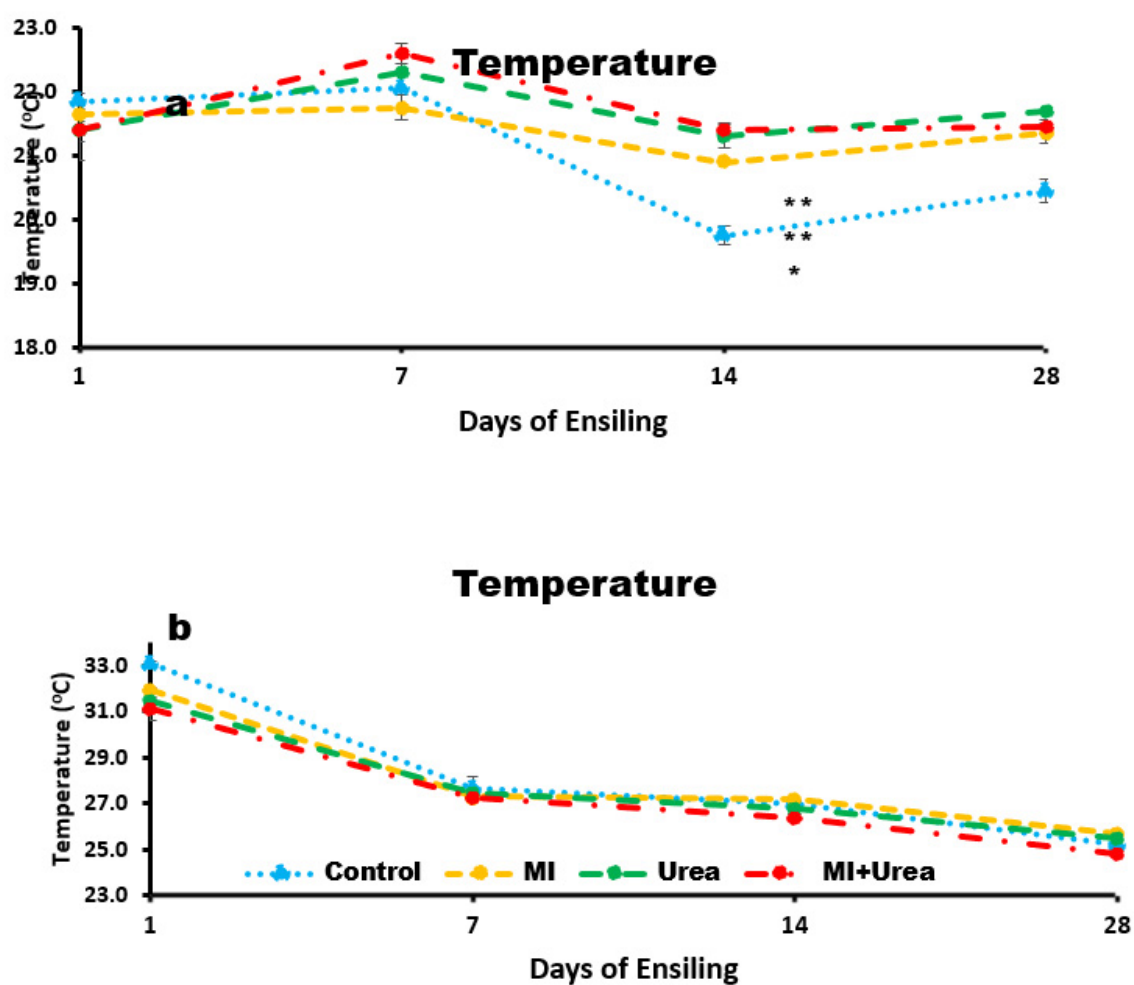 Temperature
a
Temperature (ºC)
23.0
22.0
21.0
20.0
19.0
18.0
**
**
*
1 7 14 28
Days of Ensiling
Temperature
b
Temperature (ºC)
33.0
31.0
29.0
27.0
25.0
23.0
Control MI Urea MI+Urea
1 7 14 28
Days of Ensiling